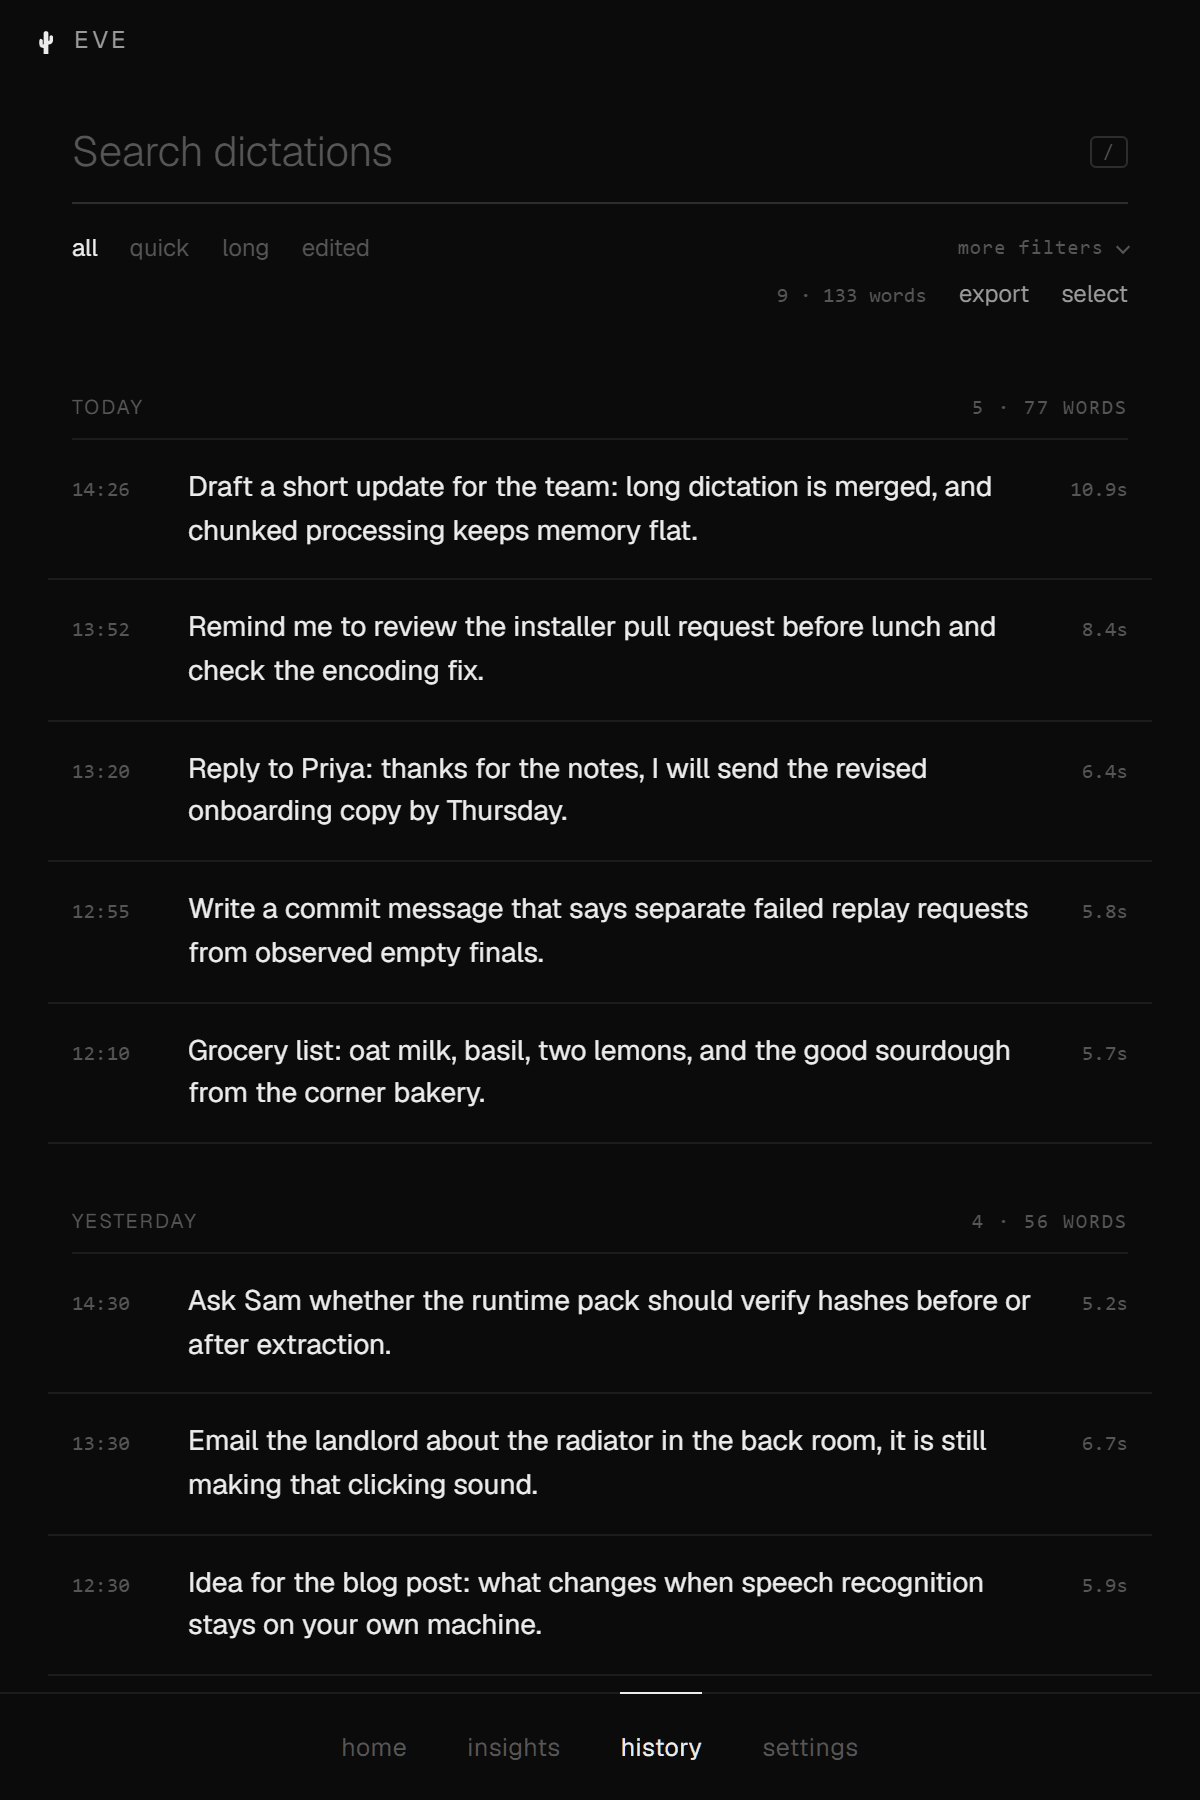 EVE
Search dictations /
all quick long edited more filters
9 · 133 words export select
TODAY 5 · 77 WORDS
14:26 Draft a short update for the team: long dictation is merged, and 10.9s
chunked processing keeps memory flat.
13:52 Remind me to review the installer pull request before lunch and 8.4s
check the encoding fix.
13:20 Reply to Priya: thanks for the notes, I will send the revised 6.4s
onboarding copy by Thursday.
12:55 Write a commit message that says separate failed replay requests 5.8s
from observed empty finals.
12:10 Grocery list: oat milk, basil, two lemons, and the good sourdough 5.7s
from the corner bakery.
YESTERDAY 4 · 56 WORDS
14:30 Ask Sam whether the runtime pack should verify hashes before or 5.2s
after extraction.
13:30 Email the landlord about the radiator in the back room, it is still 6.7s
making that clicking sound.
12:30 Idea for the blog post: what changes when speech recognition 5.9s
stays on your own machine.
home insights history settings